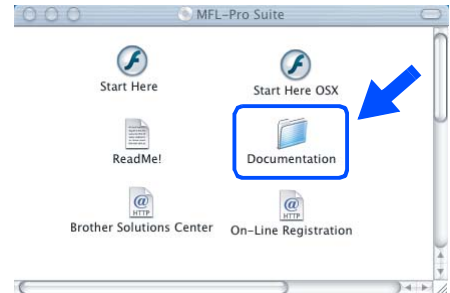 MFL-Pro Suite
Start Here
Start Here OSX
ReadMe!
Documentation
@
HTTP
@
HTTP
Brother Solutions Center
On-Line Registration